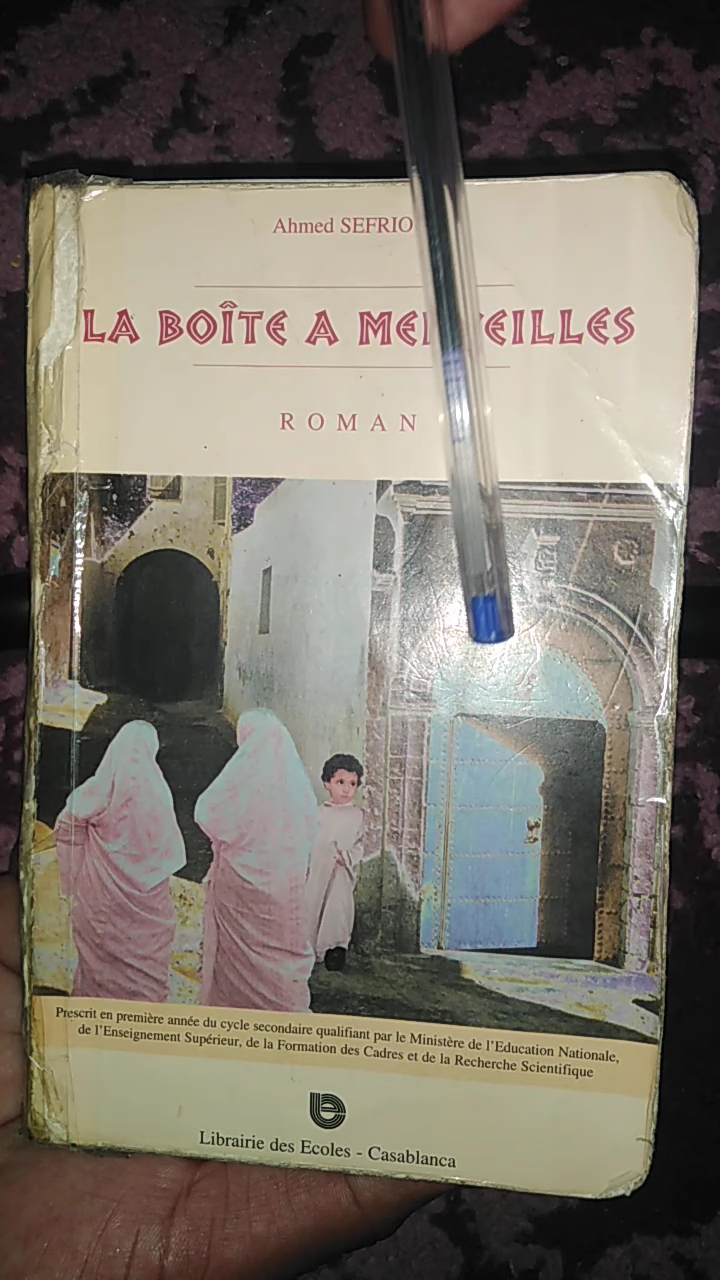 Ahmed SEFRIO
LA BOÎTE A MERVEILLES
ROMAN
Prescrit en première année du cycle secondaire qualifiant par le Ministère de l'Education Nationale,
de l'Enseignement Supérieur, de la Formation des Cadres et de la Recherche Scientifique
Librairie des Ecoles - Casablanca